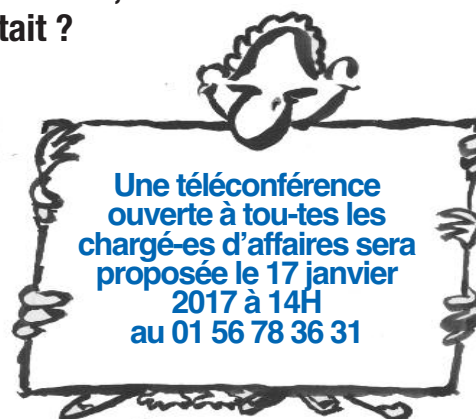 tait ?
Une téléconférence
ouverte à tou-tes les
chargé-es d’affaires sera
proposée le 17 janvier
2017 à 14H
au 01 56 78 36 31